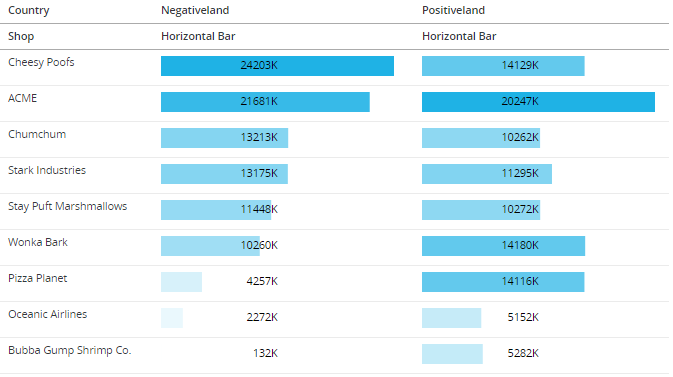 Country Negativeland Positiveland
Shop Horizontal Bar Horizontal Bar
Cheesy Poofs 24203K 14129K
ACME 21681K 20247K
Chumchum 13213K 10262K
Stark Industries 13175K 11295K
Stay Puft Marshmallows 11448K 10272K
Wonka Bark 10260K 14180K
Pizza Planet 4257K 14116K
Oceanic Airlines 2272K 5152K
Bubba Gump Shrimp Co. 132K 5282K